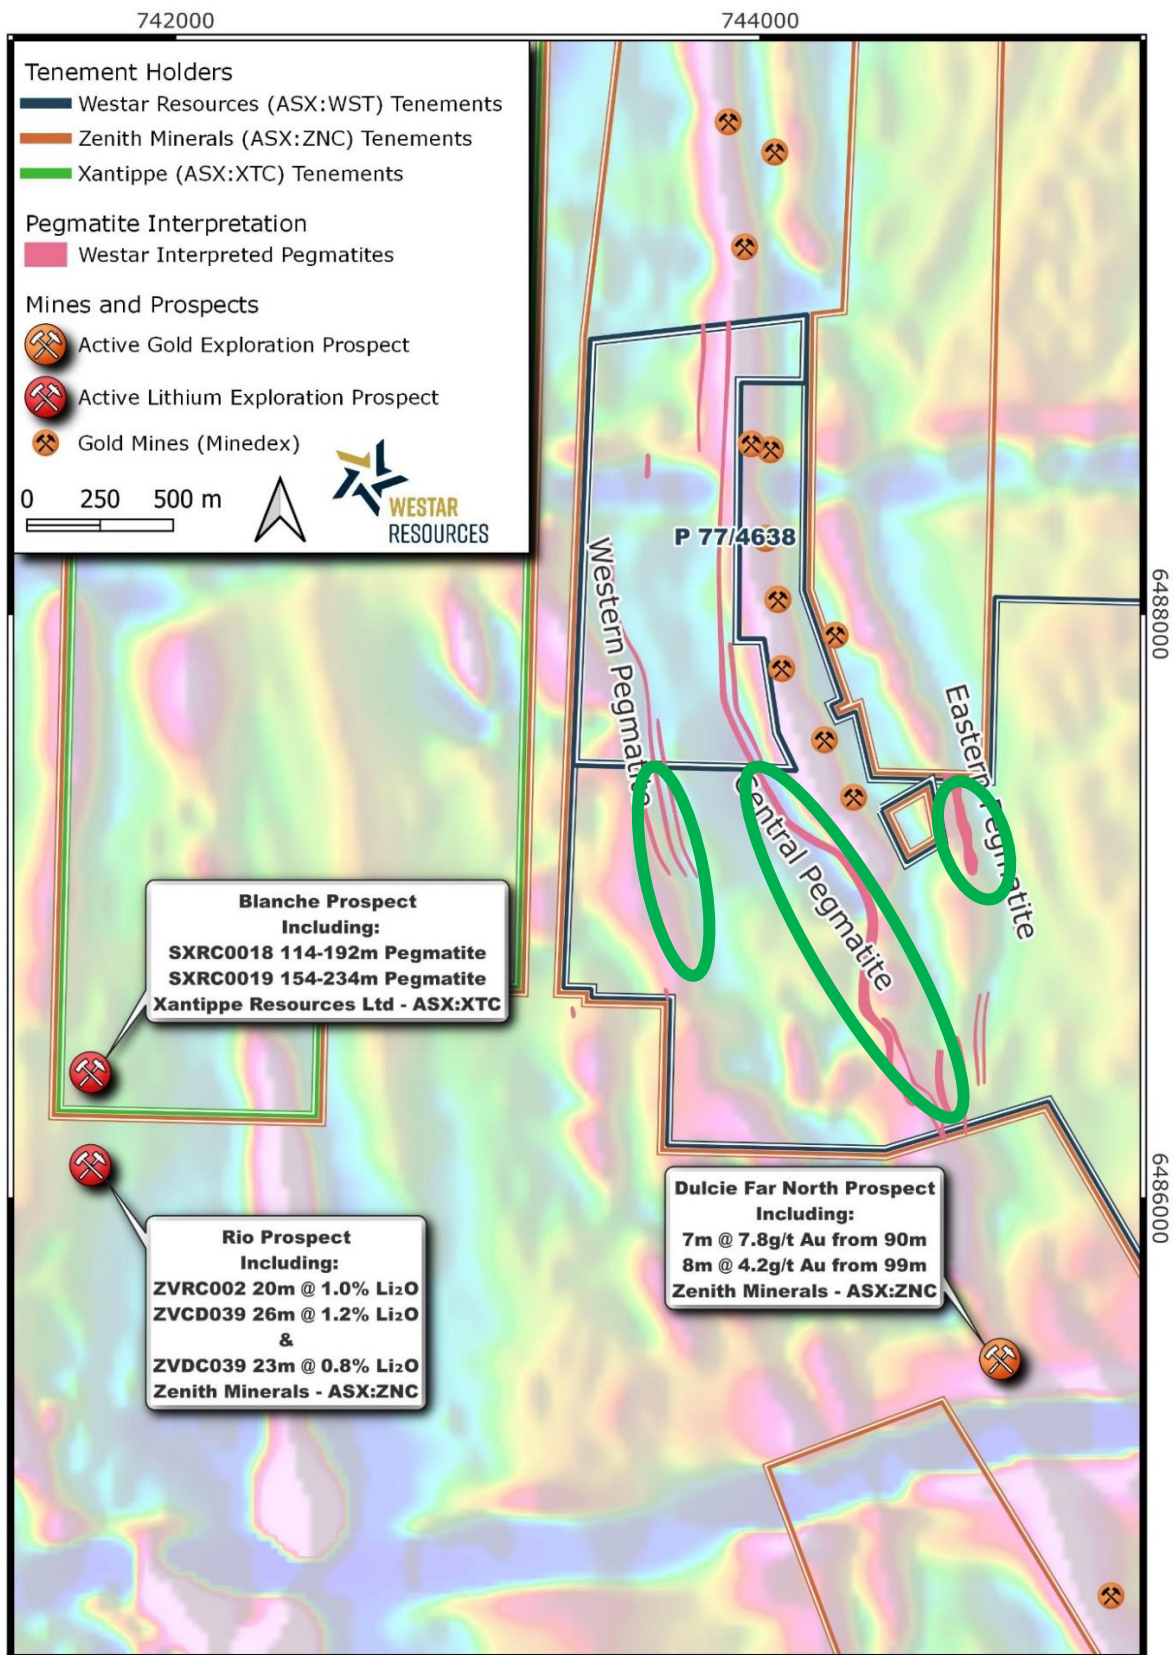 742000
744000
Tenement Holders
Westar Resources (ASX:WST) Tenements
Zenith Minerals (ASX:ZNC) Tenements
Xantippe (ASX:XTC) Tenements
Pegmatite Interpretation
Westar Interpreted Pegmatites
Mines and Prospects
Active Gold Exploration Prospect
Active Lithium Exploration Prospect
Gold Mines (Minedex)
0 250 500 m
WESTAR
RESOURCES
P 77/4638
Western Pegmatite
Central Pegmatite
Eastern Pegmatite
6488000
6486000
Blanche Prospect
Including:
SXRC0018 114-192m Pegmatite
SXRC0019 154-234m Pegmatite
Xantippe Resources Ltd - ASX:XTC
Rio Prospect
Including:
ZVRC002 20m @ 1.0% Li₂O
ZVCD039 26m @ 1.2% Li₂O
&
ZVDC039 23m @ 0.8% Li₂O
Zenith Minerals - ASX:ZNC
Dulcie Far North Prospect
Including:
7m @ 7.8g/t Au from 90m
8m @ 4.2g/t Au from 99m
Zenith Minerals - ASX:ZNC